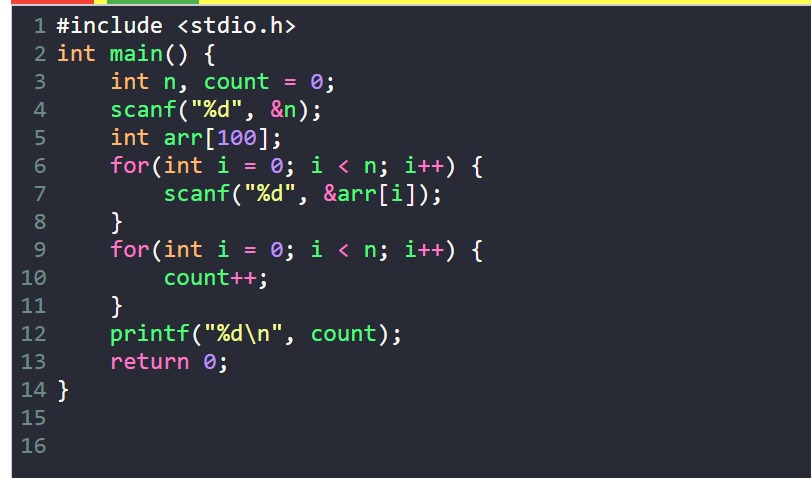 1 #include <stdio.h>
2 int main() {
3     int n, count = 0;
4     scanf("%d", &n);
5     int arr[100];
6     for(int i = 0; i < n; i++) {
7         scanf("%d", &arr[i]);
8     }
9     for(int i = 0; i < n; i++) {
10         count++;
11     }
12     printf("%d\n", count);
13     return 0;
14 }
15
16